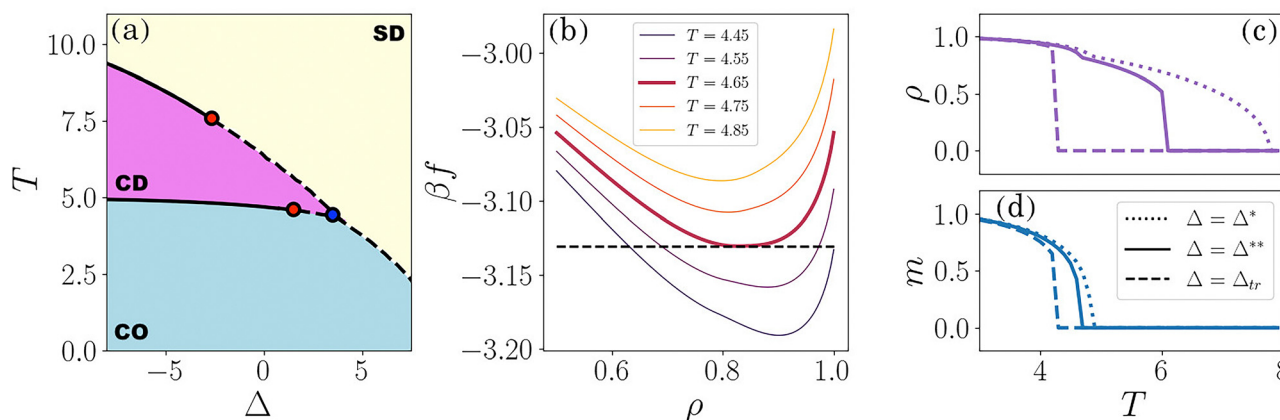 (a)
SD
CD
CO
10.0
7.5
5.0
2.5
0.0
T
−5
0
5
Δ
(b)
T = 4.45
T = 4.55
T = 4.65
T = 4.75
T = 4.85
−3.00
−3.05
−3.10
−3.15
−3.20
βf
0.6
0.8
1.0
ρ
(c)
1.0
0.5
0.0
ρ
(d)
Δ = Δ*
Δ = Δ**
Δ = Δtr
1.0
0.5
0.0
m
4
6
8
T